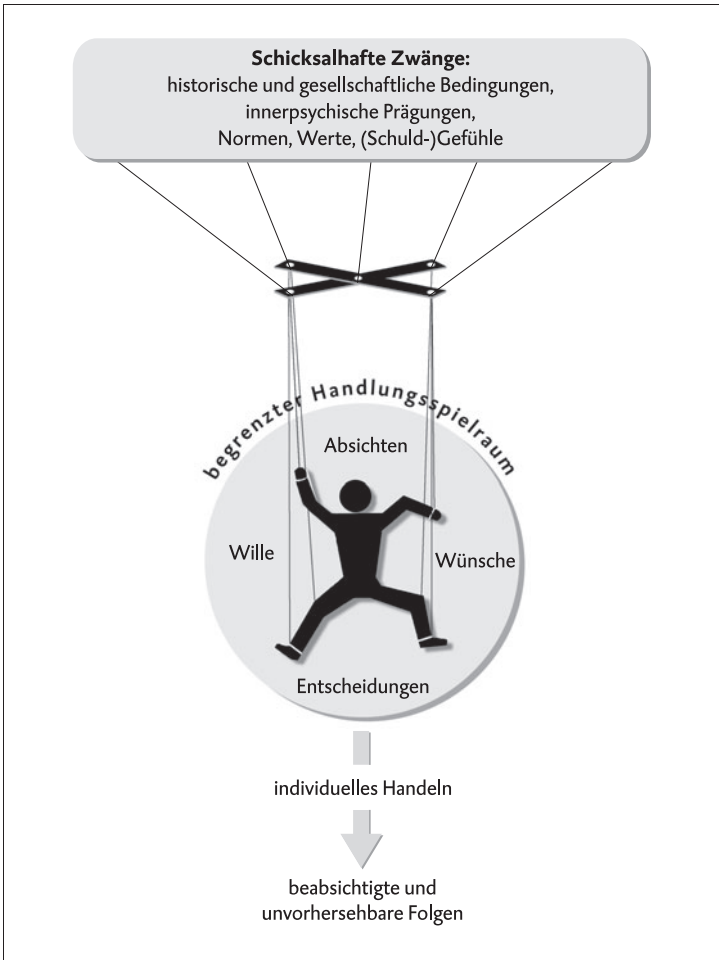 Schicksalhafte Zwänge:
historische und gesellschaftliche Bedingungen,
innerpsychische Prägungen,
Normen, Werte, (Schuld-)Gefühle
begrenzter Handlungsspielraum
Absichten
Wille
Wünsche
Entscheidungen
individuelles Handeln
beabsichtigte und
unvorhersehbare Folgen